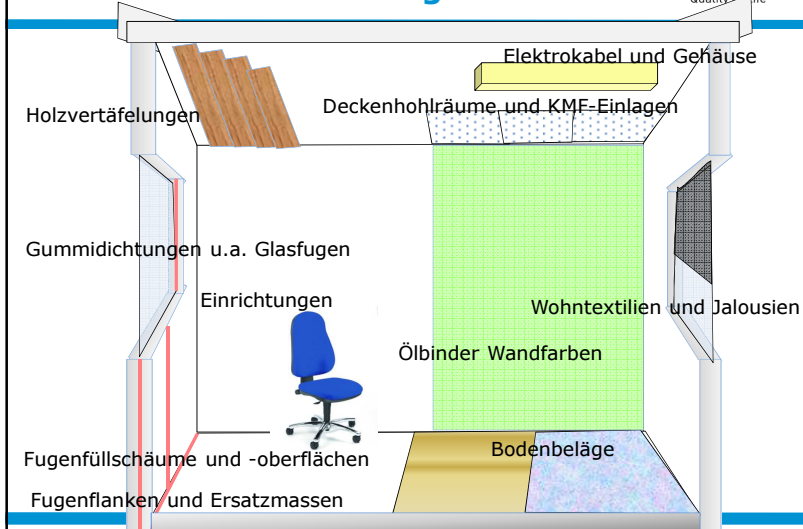 Elektrokabel und Gehäuse
Deckenhohlräume und KMF-Einlagen
Holzvertäfelungen
Gummidichtungen u.a. Glasfugen
Einrichtungen
Wohntextilien und Jalousien
Ölbinder Wandfarben
Bodenbeläge
Fugenfüllschäume und -oberflächen
Fugenflanken und Ersatzmassen